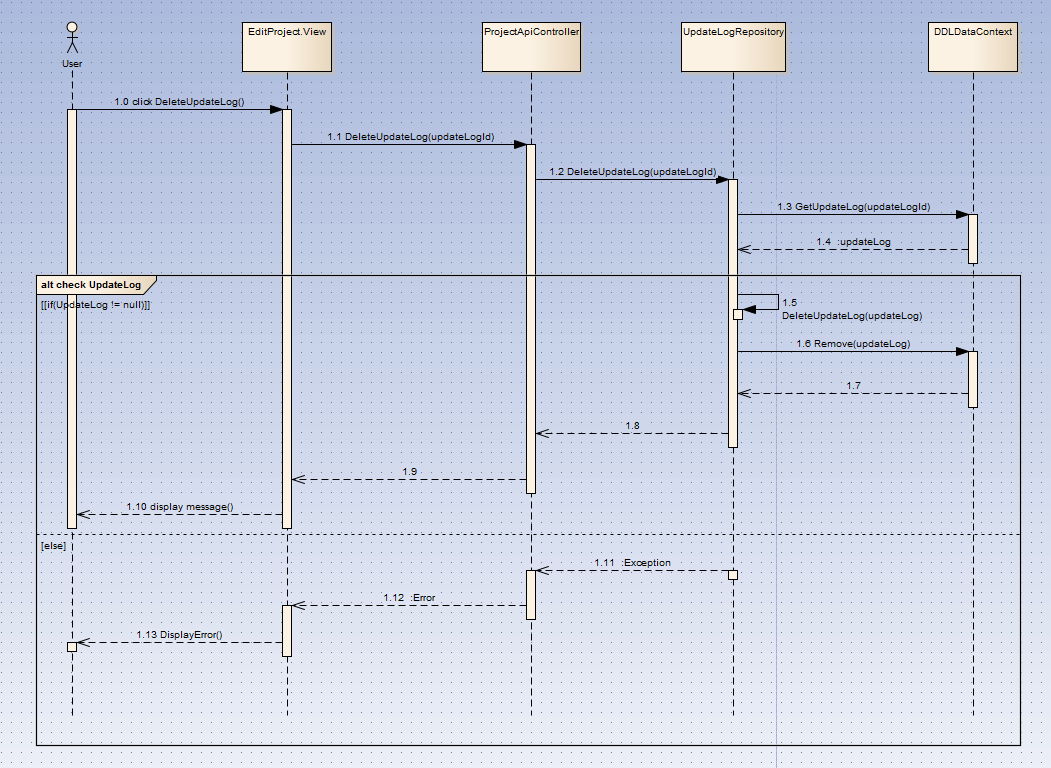 EditProject.View
ProjectApiController
UpdateLogRepository
DDLDataContext
User
1.0 click DeleteUpdateLog()
1.1 DeleteUpdateLog(updateLogId)
1.2 DeleteUpdateLog(updateLogId)
1.3 GetUpdateLog(updateLogId)
1.4 :updateLog
alt check UpdateLog
[[if(UpdateLog != null)]]
1.5
DeleteUpdateLog(updateLog)
1.6 Remove(updateLog)
1.7
1.8
1.9
1.10 display message()
[else]
1.11 :Exception
1.12 :Error
1.13 DisplayError()